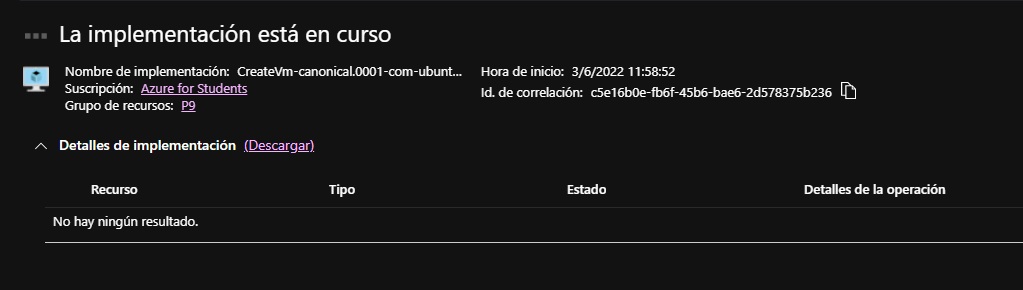 La implementación está en curso
Nombre de implementación: CreateVm-canonical.0001-com-ubunt... Hora de inicio: 3/6/2022 11:58:52
Suscripción: Azure for Students Id. de correlación: c5e16b0e-fb6f-45b6-bae6-2d578375b236
Grupo de recursos: P9
Detalles de implementación (Descargar)
Recurso Tipo Estado Detalles de la operación
No hay ningún resultado.